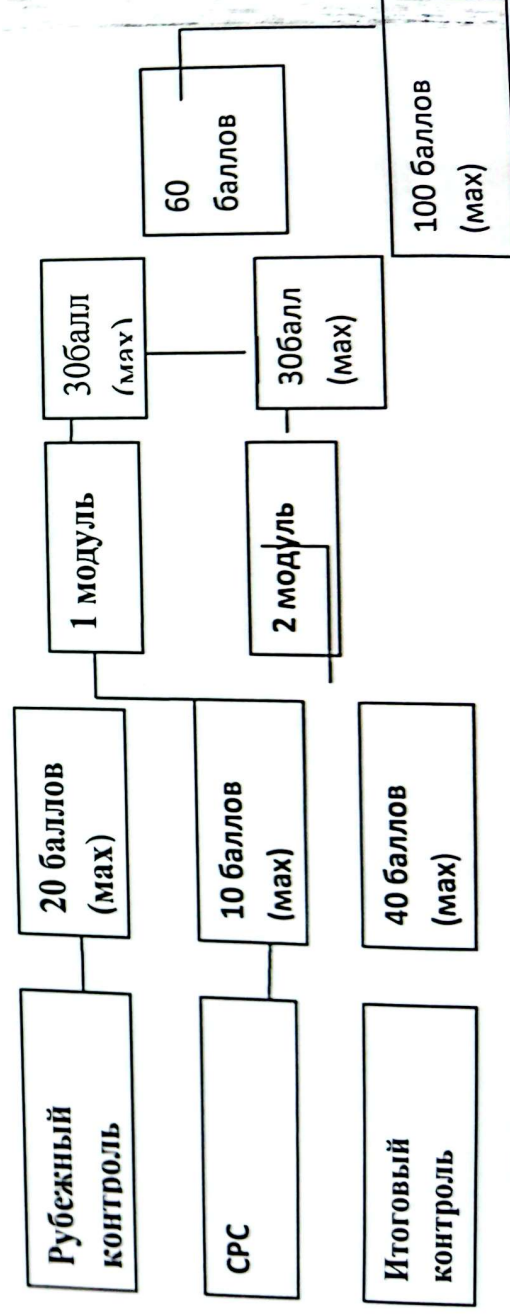 Рубежный
контроль
20 баллов
(мах)
1 модуль
30балл
(мах)
60
баллов
СРС
10 баллов
(мах)
2 модуль
30балл
(мах)
Итоговый
контроль
40 баллов
(мах)
100 баллов
(мах)